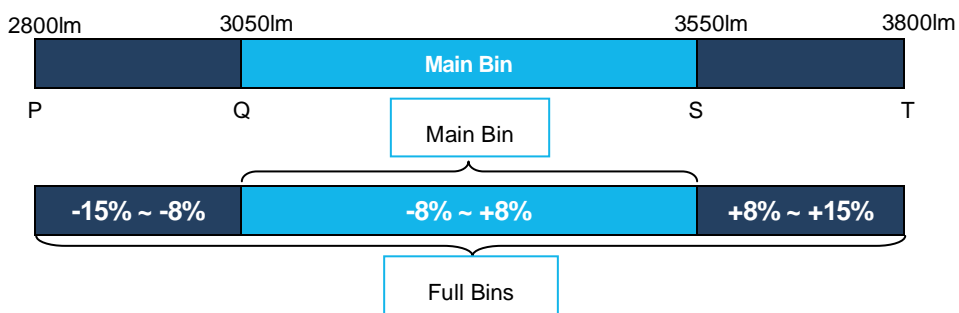 2800lm 3050lm 3550lm 3800lm
Main Bin
P Q S T
Main Bin
-15% ~ -8% -8% ~ +8% +8% ~ +15%
Full Bins